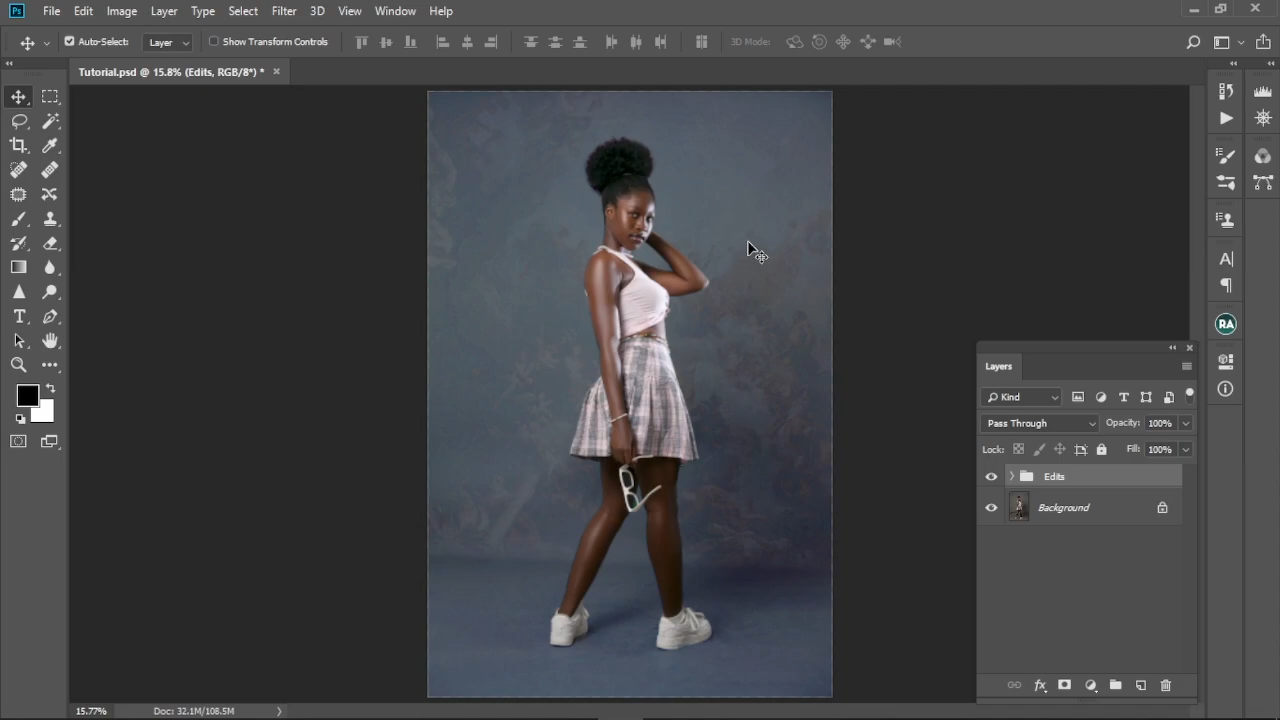 Ps File Edit Image Layer Type Select Filter 3D View Window Help
Auto-Select: Layer Show Transform Controls 3D Mode:
Tutorial.psd @ 15.8% (Edits, RGB/8*) *
RA
Layers
Kind
Pass Through Opacity: 100%
Lock: Fill: 100%
Edits
Background
15.77% Doc: 32.1M/108.5M